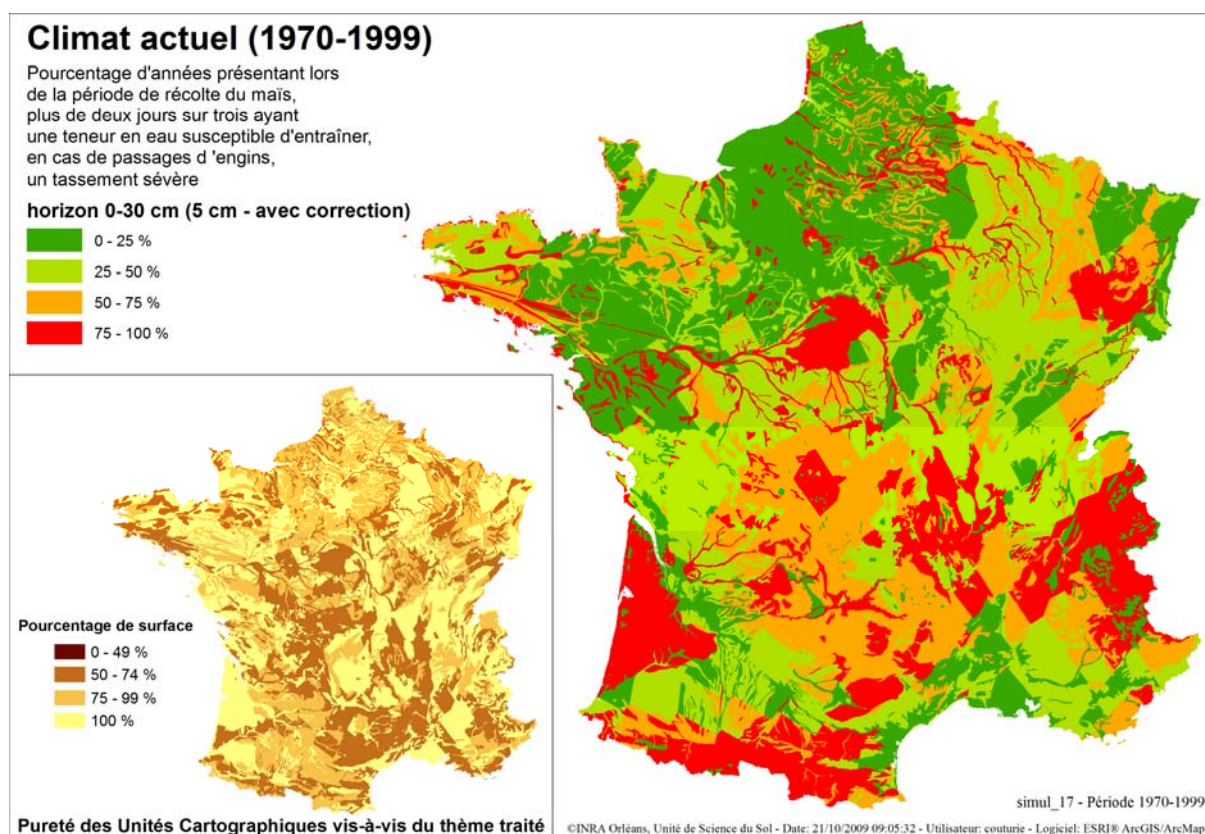 Climat actuel (1970-1999)
Pourcentage d'années présentant lors
de la période de récolte du maïs,
plus de deux jours sur trois ayant
une teneur en eau susceptible d'entraîner,
en cas de passages d 'engins,
un tassement sévère
horizon 0-30 cm (5 cm - avec correction)
0 - 25 %
25 - 50 %
50 - 75 %
75 - 100 %
Pourcentage de surface
0 - 49 %
50 - 74 %
75 - 99 %
100 %
Pureté des Unités Cartographiques vis-à-vis du thème traité
simul_17 - Période 1970-1999
©INRA Orléans, Unité de Science du Sol - Date: 21/10/2009 09:05:32 - Utilisateur: couturie - Logiciel: ESRI® ArcGIS/ArcMap